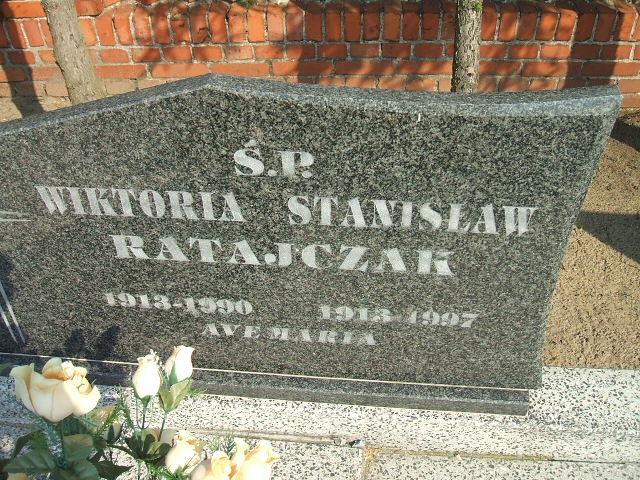 Ś.P.
WIKTORIA STANISŁAW
RATAJCZAK
1913-1990 1913-1997
AVE MARIA